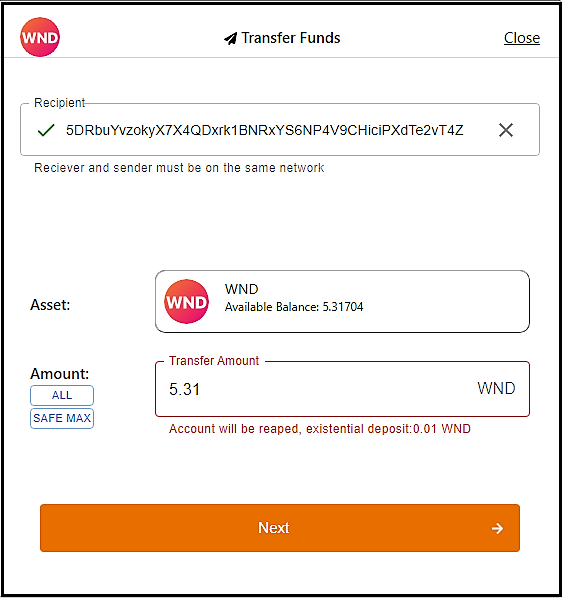 WND
Transfer Funds
Close
Recipient
5DRbuYvzokyX7X4QDxrk1BNRxYS6NP4V9CHiciPXdTe2vT4Z
Reciever and sender must be on the same network
Asset:
WND
WND
Available Balance: 5.31704
Amount:
ALL
SAFE MAX
Transfer Amount
5.31
WND
Account will be reaped, existential deposit:0.01 WND
Next